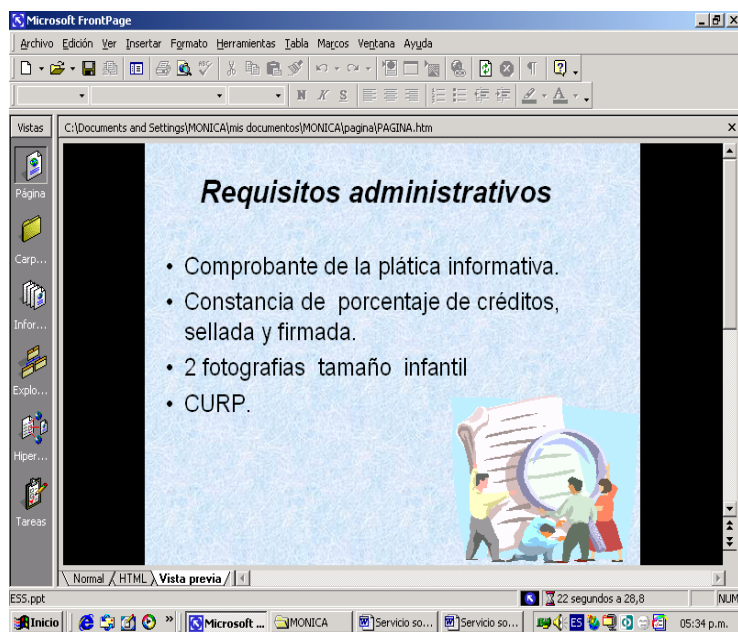 Microsoft FrontPage
Archivo Edición Ver Insertar Formato Herramientas Tabla Marcos Ventana Ayuda
N K S
Vistas
C:\Documents and Settings\MONICA\mis documentos\MONICA\pagina\PAGINA.htm
Página
Carp...
Infor...
Explo...
Hiper...
Tareas
Requisitos administrativos
• Comprobante de la plática informativa.
• Constancia de porcentaje de créditos,
sellada y firmada.
• 2 fotografias tamaño infantil
• CURP.
Normal HTML Vista previa
ESS.ppt
22 segundos a 28,8
NUM
Inicio
Microsoft ...
MONICA
Servicio so...
Servicio so...
ES
05:34 p.m.